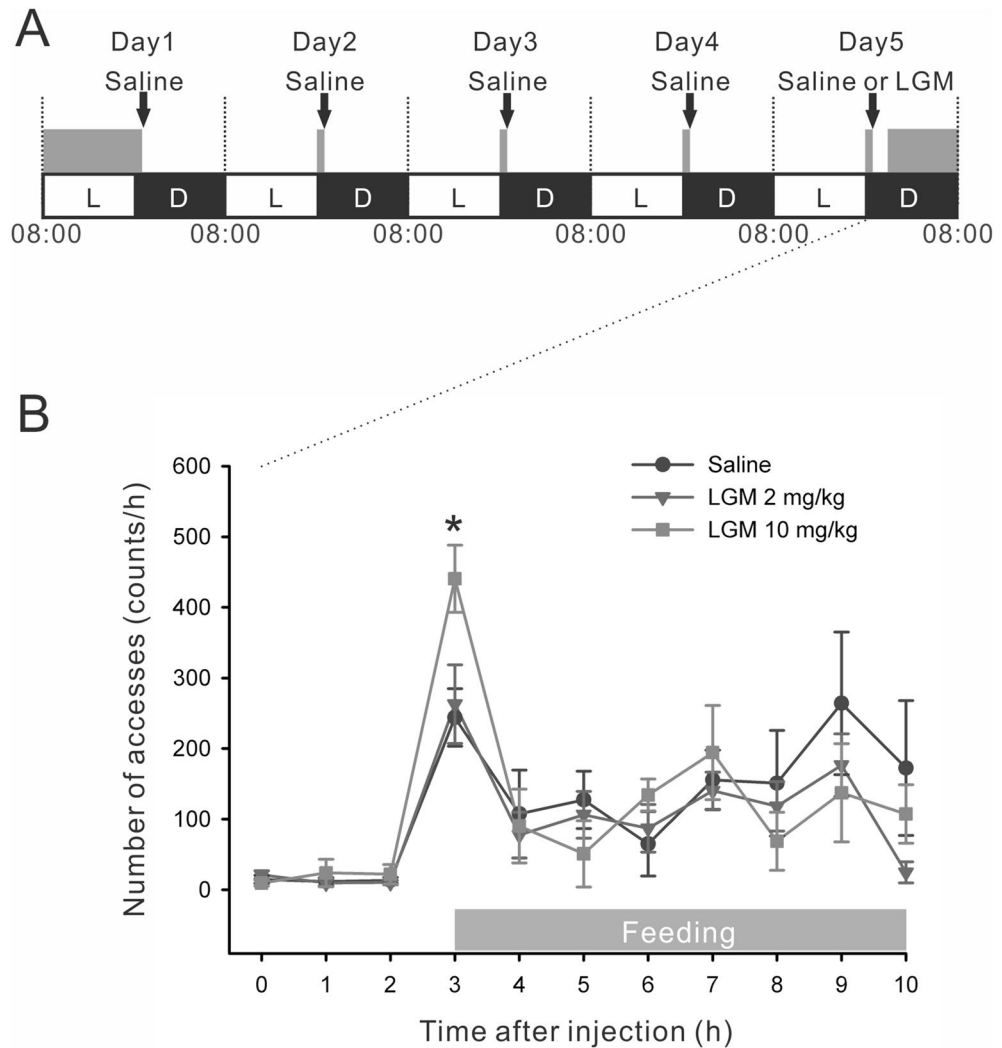 A
Day1 Day2 Day3 Day4 Day5
Saline Saline Saline Saline Saline or LGM
L D L D L D L D L D
08:00 08:00 08:00 08:00 08:00 08:00
B
Number of accesses (counts/h)
600
500
400
300
200
100
0
Saline
LGM 2 mg/kg
LGM 10 mg/kg
*
Feeding
0 1 2 3 4 5 6 7 8 9 10
Time after injection (h)